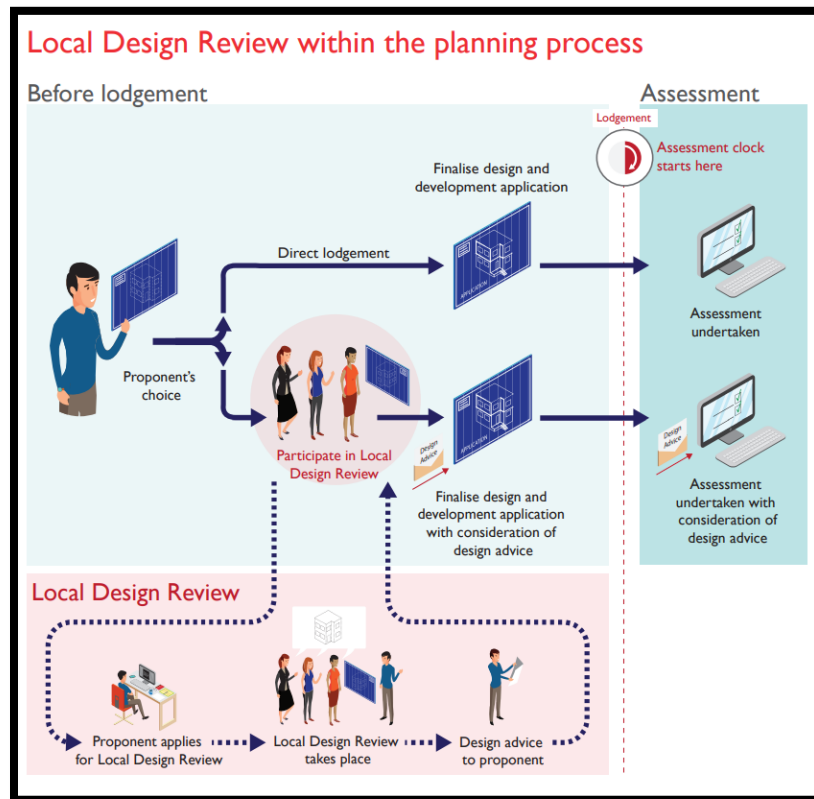 Local Design Review within the planning process
Before lodgement
Assessment
Lodgement
Assessment clock
starts here
Finalise design and
development application
Direct lodgement
APPLICATION
Assessment
undertaken
Proponent's
choice
Participate in Local
Design Review
Design
Advice
APPLICATION
Finalise design and
development application
with consideration of
design advice
Design
Advice
Assessment
undertaken with
consideration of
design advice
Local Design Review
Proponent applies
for Local Design Review
Local Design Review
takes place
Design advice
to proponent